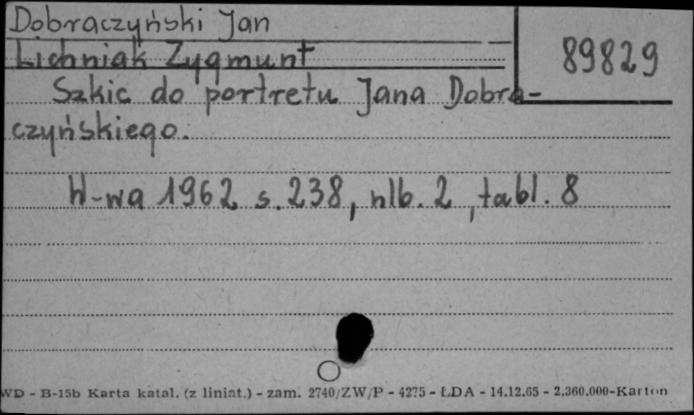 Dobraczyński Jan
Lichniak Zygmunt
89829
Szkic do portretu Jana Dobra-
czyńskiego.
W-wa 1962 s. 238, nlb. 2, tabl. 8
WD - B-15b Karta katal. (z liniat.) - zam. 2740/ZW/P - 4275 - ŁDA - 14.12.65 - 2.360.000 - Karton